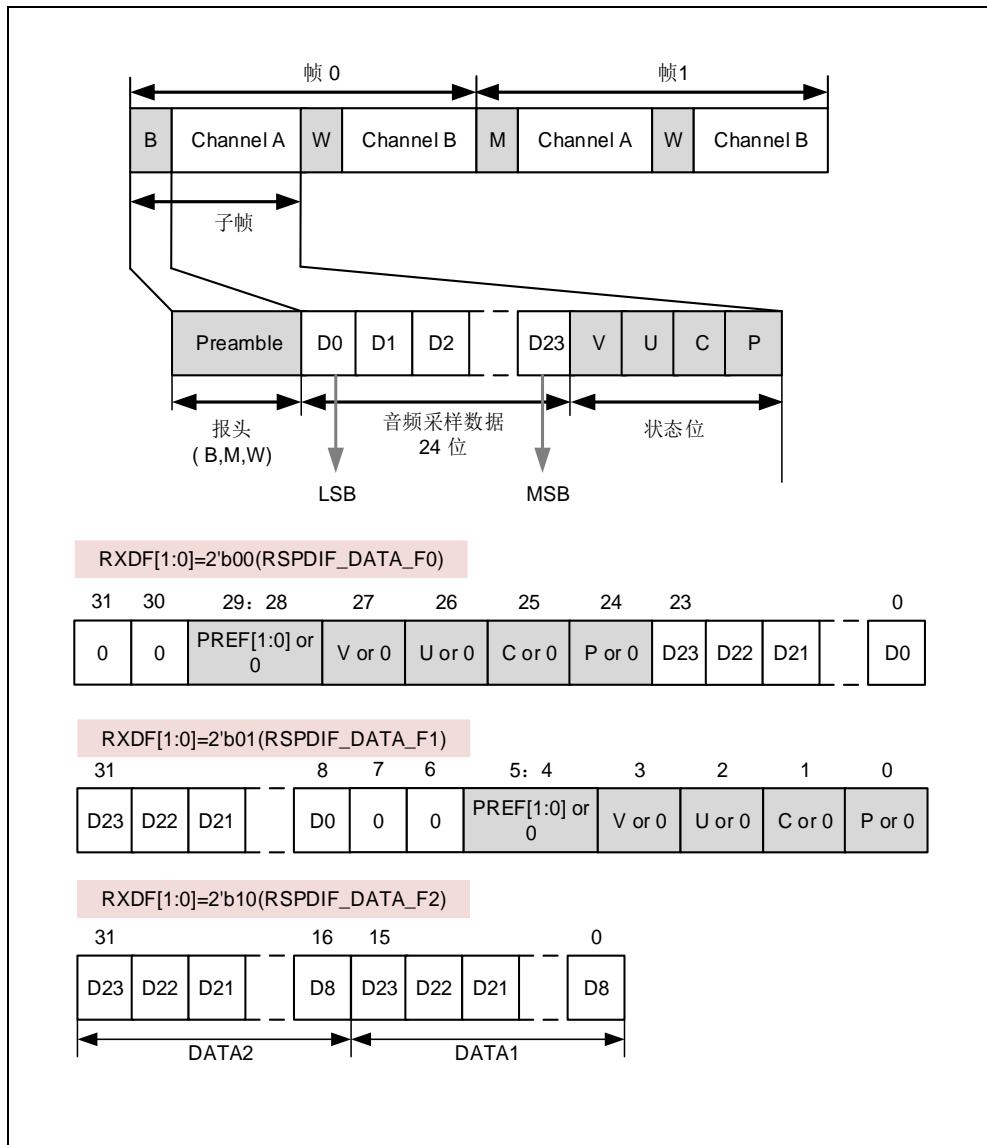 帧 0 帧1
B Channel A W Channel B M Channel A W Channel B
子帧
Preamble D0 D1 D2 D23 V U C P
报头
( B,M,W)
音频采样数据
24 位
状态位
LSB MSB
RXDF[1:0]=2'b00(RSPDIF_DATA_F0)
31 30 29：28 27 26 25 24 23 0
0 0 PREF[1:0] or
0 V or 0 U or 0 C or 0 P or 0 D23 D22 D21 D0
RXDF[1:0]=2'b01(RSPDIF_DATA_F1)
31 8 7 6 5：4 3 2 1 0
D23 D22 D21 D0 0 0 PREF[1:0] or
0 V or 0 U or 0 C or 0 P or 0
RXDF[1:0]=2'b10(RSPDIF_DATA_F2)
31 16 15 0
D23 D22 D21 D8 D23 D22 D21 D8
DATA2 DATA1